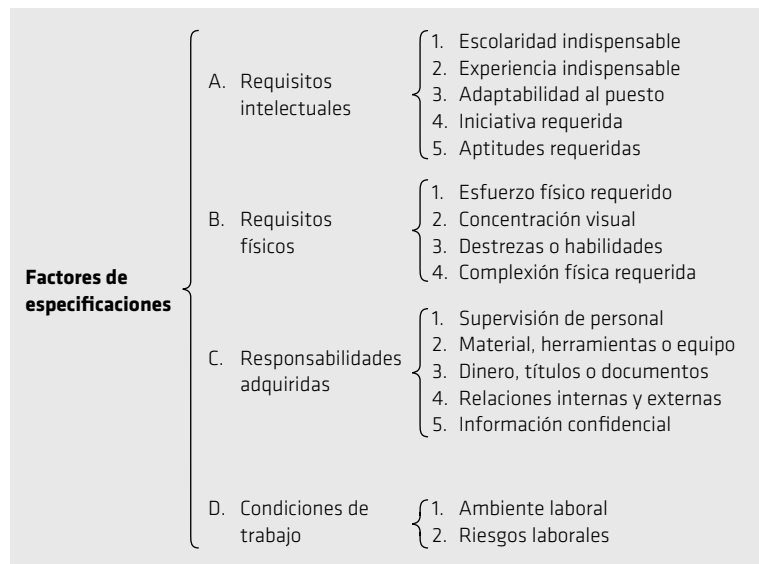 Factores de
especificaciones
A. Requisitos
intelectuales
1. Escolaridad indispensable
2. Experiencia indispensable
3. Adaptabilidad al puesto
4. Iniciativa requerida
5. Aptitudes requeridas
B. Requisitos
físicos
1. Esfuerzo físico requerido
2. Concentración visual
3. Destrezas o habilidades
4. Complexión física requerida
C. Responsabilidades
adquiridas
1. Supervisión de personal
2. Material, herramientas o equipo
3. Dinero, títulos o documentos
4. Relaciones internas y externas
5. Información confidencial
D. Condiciones de
trabajo
1. Ambiente laboral
2. Riesgos laborales